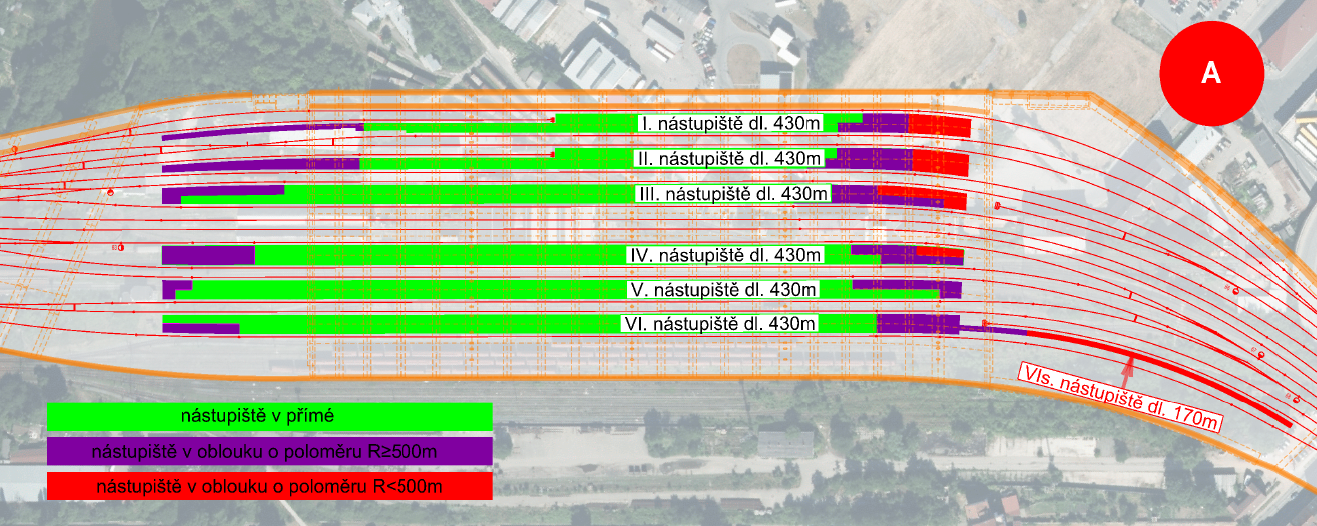 A
I. nástupiště dl. 430m
II. nástupiště dl. 430m
III. nástupiště dl. 430m
IV. nástupiště dl. 430m
V. nástupiště dl. 430m
VI. nástupiště dl. 430m
VIs. nástupiště dl. 170m
nástupiště v přímé
nástupiště v oblouku o poloměru R≥500m
nástupiště v oblouku o poloměru R<500m